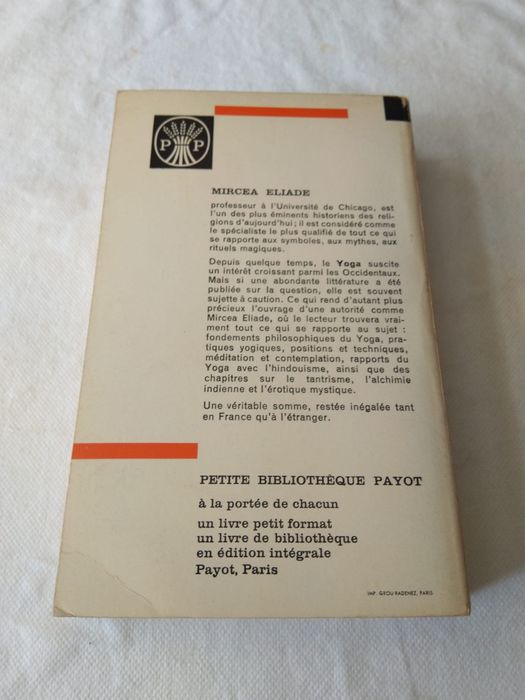 P P
MIRCEA ELIADE
professeur à l'Université de Chicago, est
l'un des plus éminents historiens des reli-
gions d'aujourd'hui ; il est considéré comme
le spécialiste le plus qualifié de tout ce qui
se rapporte aux symboles, aux mythes, aux
rituels magiques.
Depuis quelque temps, le Yoga suscite
un intérêt croissant parmi les Occidentaux.
Mais si une abondante littérature a été
publiée sur la question, elle est souvent
sujette à caution. Ce qui rend d'autant plus
précieux l'ouvrage d'une autorité comme
Mircea Eliade, où le lecteur trouvera vrai-
ment tout ce qui se rapporte au sujet :
fondements philosophiques du Yoga, pra-
tiques yogiques, positions et techniques,
méditation et contemplation, rapports du
Yoga avec l'hindouisme, ainsi que des
chapitres sur le tantrisme, l'alchimie
indienne et l'érotique mystique.
Une véritable somme, restée inégalée tant
en France qu'à l'étranger.
PETITE BIBLIOTHÈQUE PAYOT
à la portée de chacun
un livre petit format
un livre de bibliothèque
en édition intégrale
Payot, Paris
IMP. GROU-RADENEZ, PARIS